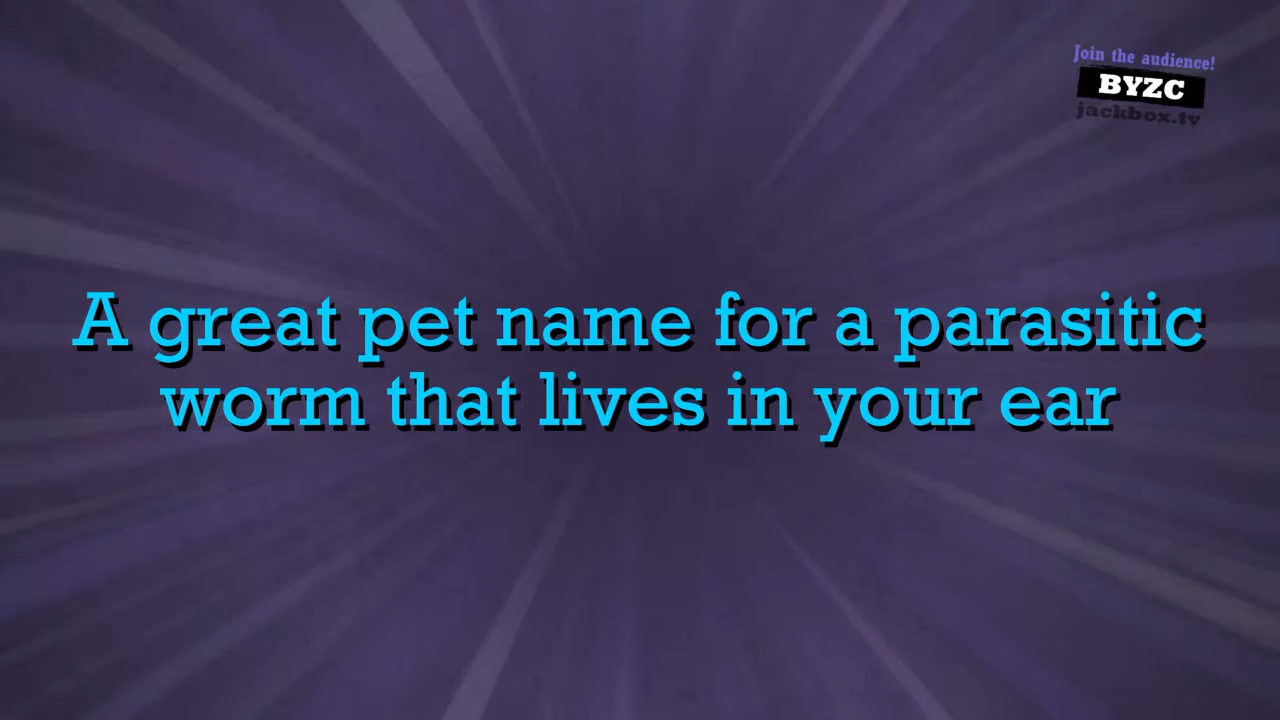 Join the audience!
BYZC
jackbox.tv
A great pet name for a parasitic
worm that lives in your ear